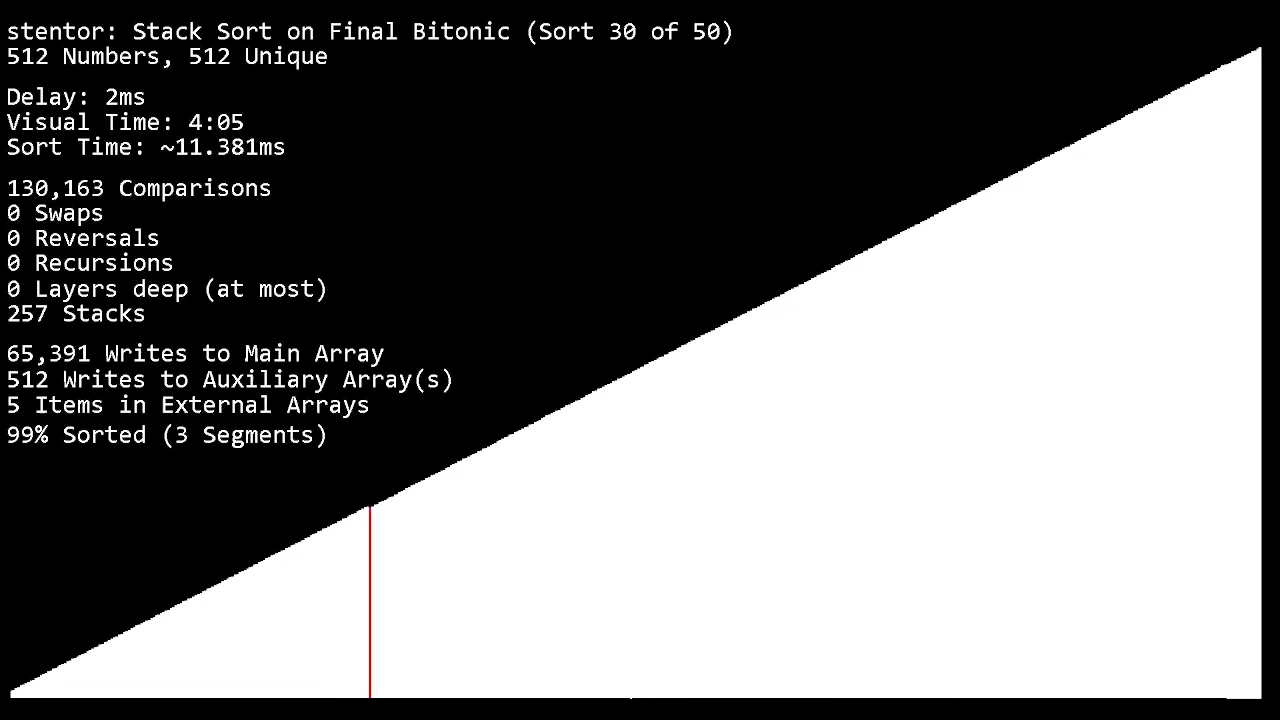 stentor: Stack Sort on Final Bitonic (Sort 30 of 50)
512 Numbers, 512 Unique
Delay: 2ms
Visual Time: 4:05
Sort Time: ~11.381ms
130,163 Comparisons
0 Swaps
0 Reversals
0 Recursions
0 Layers deep (at most)
257 Stacks
65,391 Writes to Main Array
512 Writes to Auxiliary Array(s)
5 Items in External Arrays
99% Sorted (3 Segments)